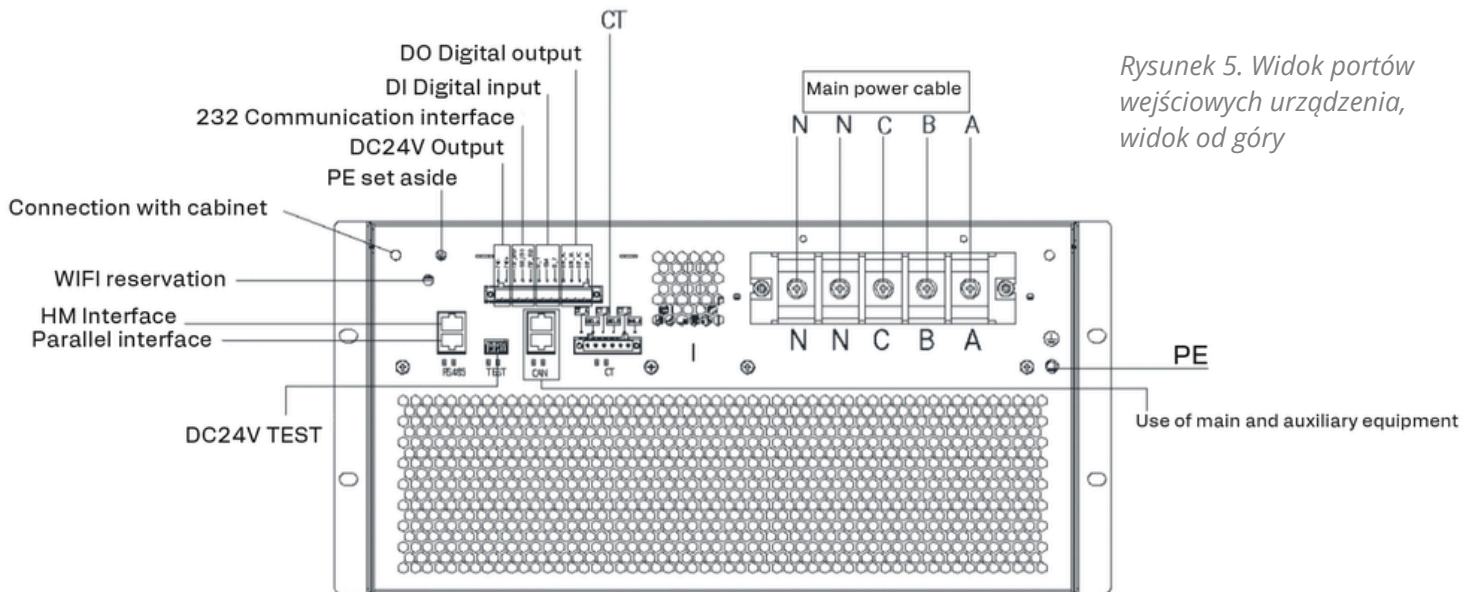 CT
DO Digital output
DI Digital input
232 Communication interface
DC24V Output
PE set aside
Connection with cabinet
WIFI reservation
HM Interface
Parallel interface
DC24V TEST
Main power cable
N N C B A
Rysunek 5. Widok portów
wejściowych urządzenia,
widok od góry
N N C B A
RS485
TEST
CAN
CT
PE
Use of main and auxiliary equipment